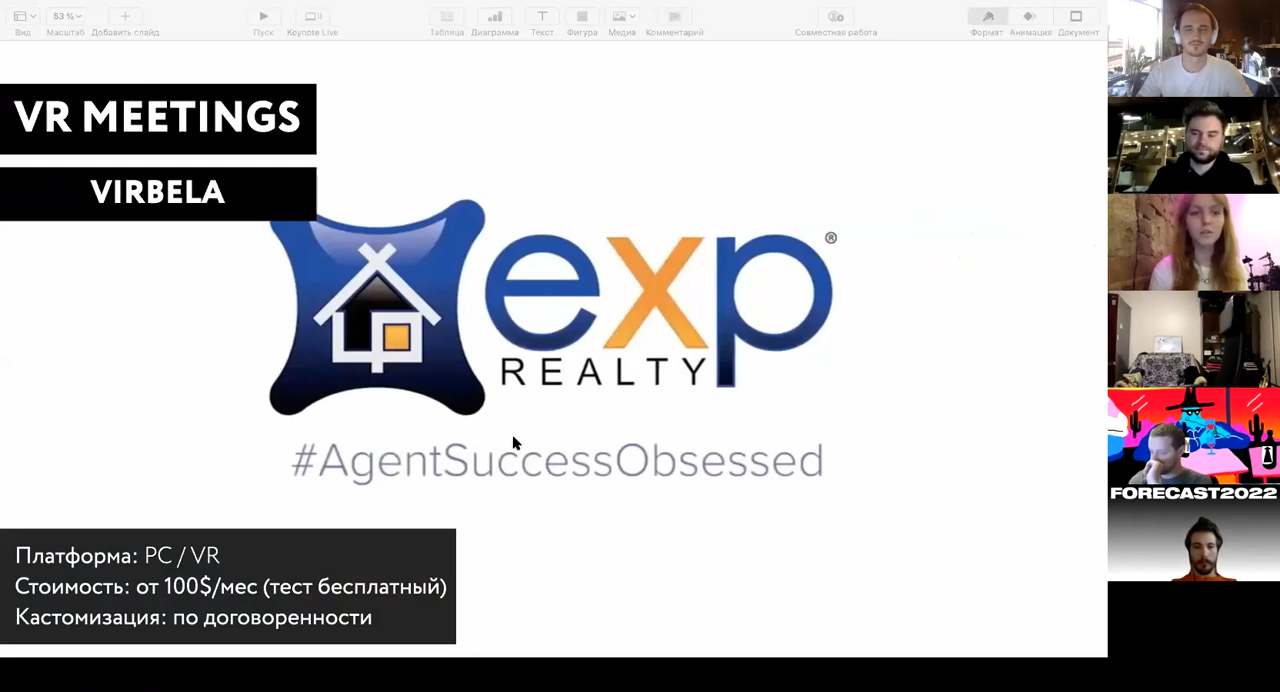 53 %
Вид
Масштаб
Добавить слайд
Пуск
Keynote Live
Таблица
Диаграмма
Текст
Фигура
Медиа
Комментарий
Совместная работа
Формат
Анимация
Документ
VR MEETINGS
VIRBELA
exp®
REALTY
#AgentSuccessObsessed
Платформа: PC / VR
Стоимость: от 100$/мес (тест бесплатный)
Кастомизация: по договоренности
FORECAST2022